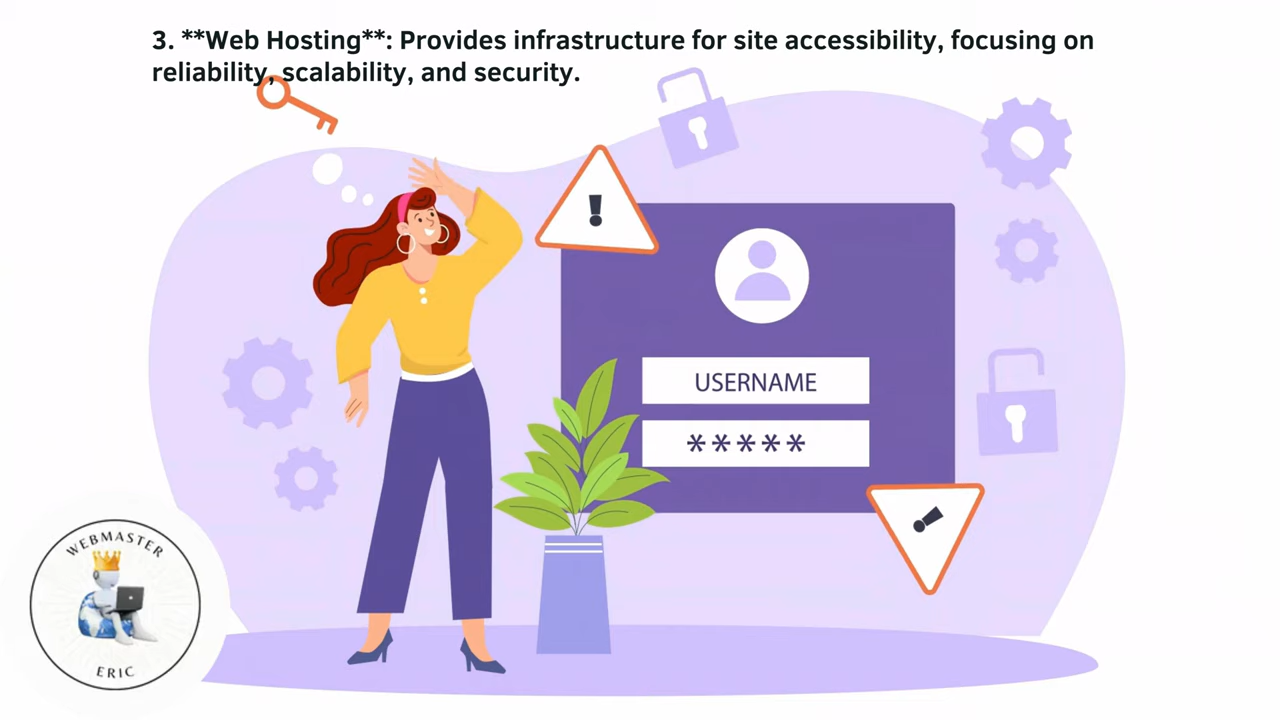 3. **Web Hosting**: Provides infrastructure for site accessibility, focusing on
reliability, scalability, and security.
USERNAME
*****
WEBMASTER
ERIC